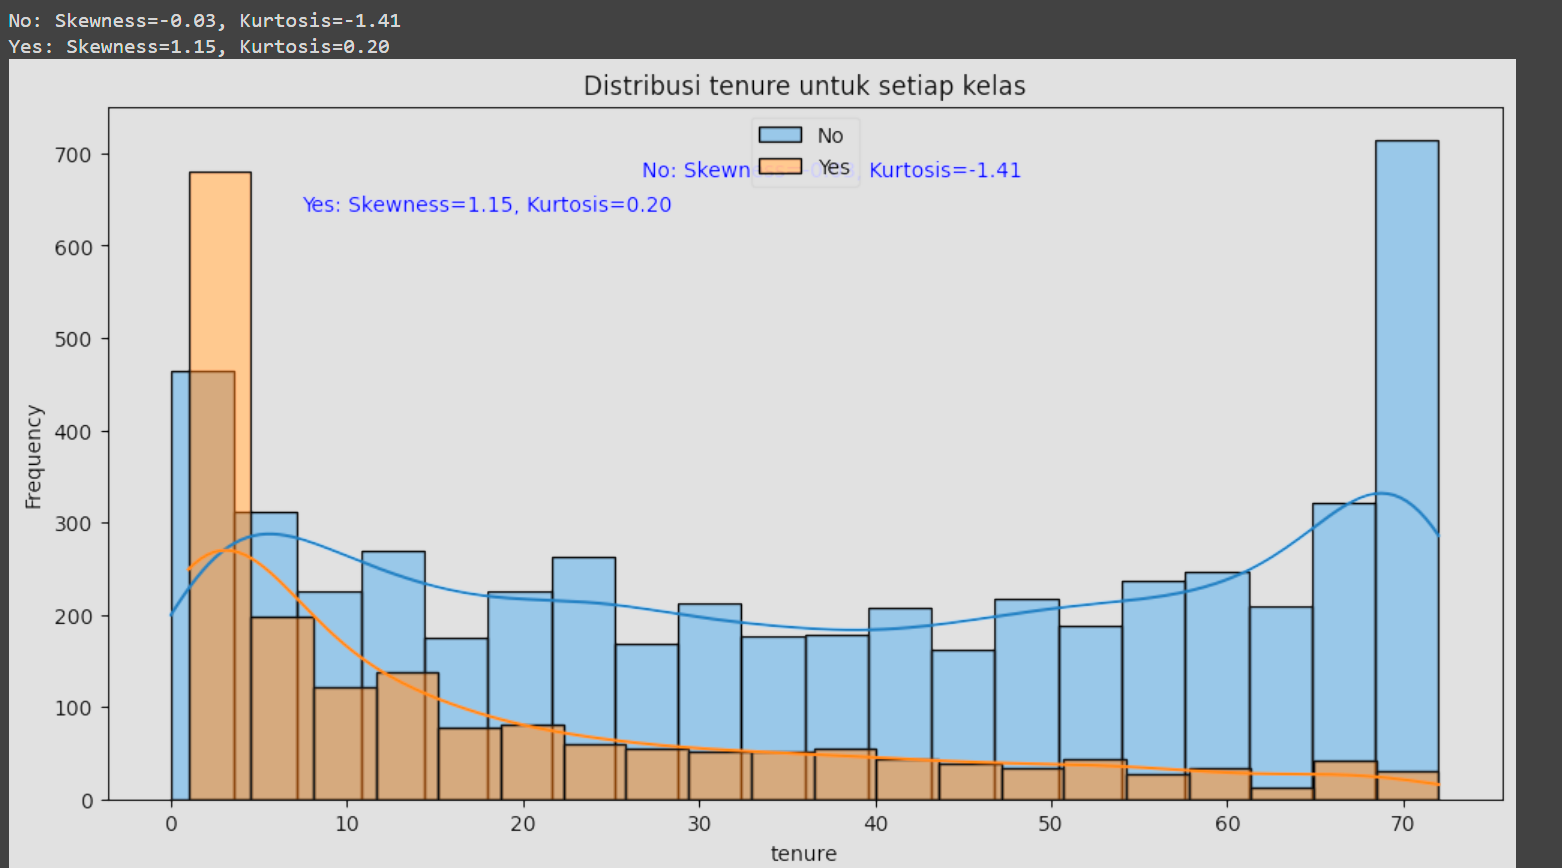 No: Skewness=-0.03, Kurtosis=-1.41
Yes: Skewness=1.15, Kurtosis=0.20
Distribusi tenure untuk setiap kelas
No
Yes
No: Skewn Kurtosis=-1.41
Yes: Skewness=1.15, Kurtosis=0.20
Frequency
700
600
500
400
300
200
100
0
0 10 20 30 40 50 60 70
tenure